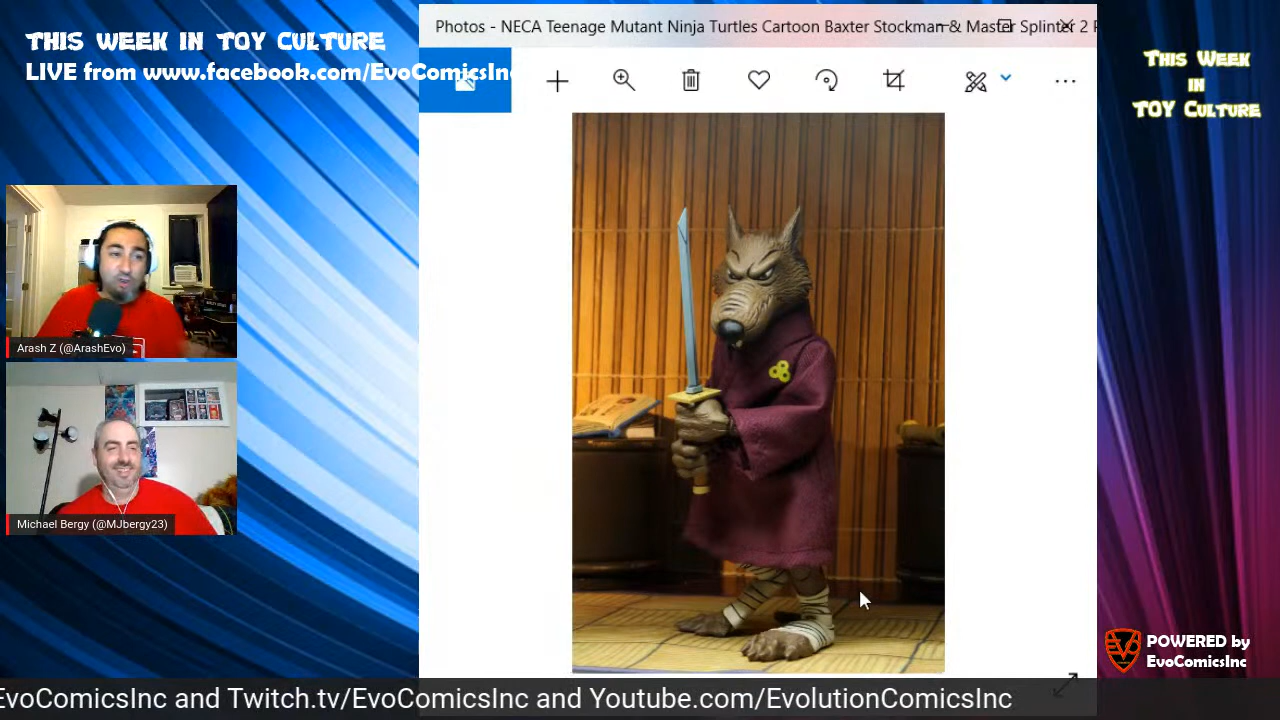 THIS WEEK IN TOY CULTURE
LIVE from www.facebook.com/EvoComicsInc
Photos - NECA Teenage Mutant Ninja Turtles Cartoon Baxter Stockman & Master Splinter 2 P
THIS WEEK
IN
TOY CULTURE
Arash Z (@ArashEvo)
Michael Bergy (@MJbergy23)
EVO
POWERED by
EvoComicsInc
EvoComicsInc and Twitch.tv/EvoComicsInc and Youtube.com/EvolutionComicsInc